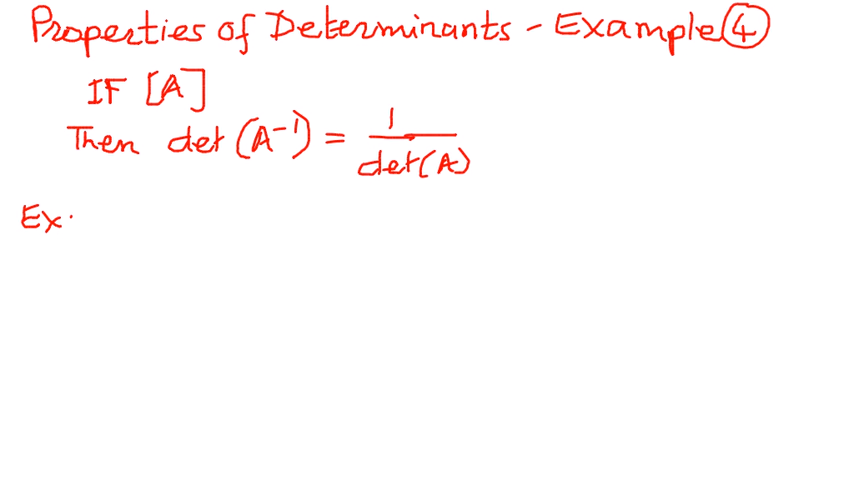 Properties of Determinants - Example ④
IF [A]
Then det (A⁻¹) = 1 / det(A)
Ex.